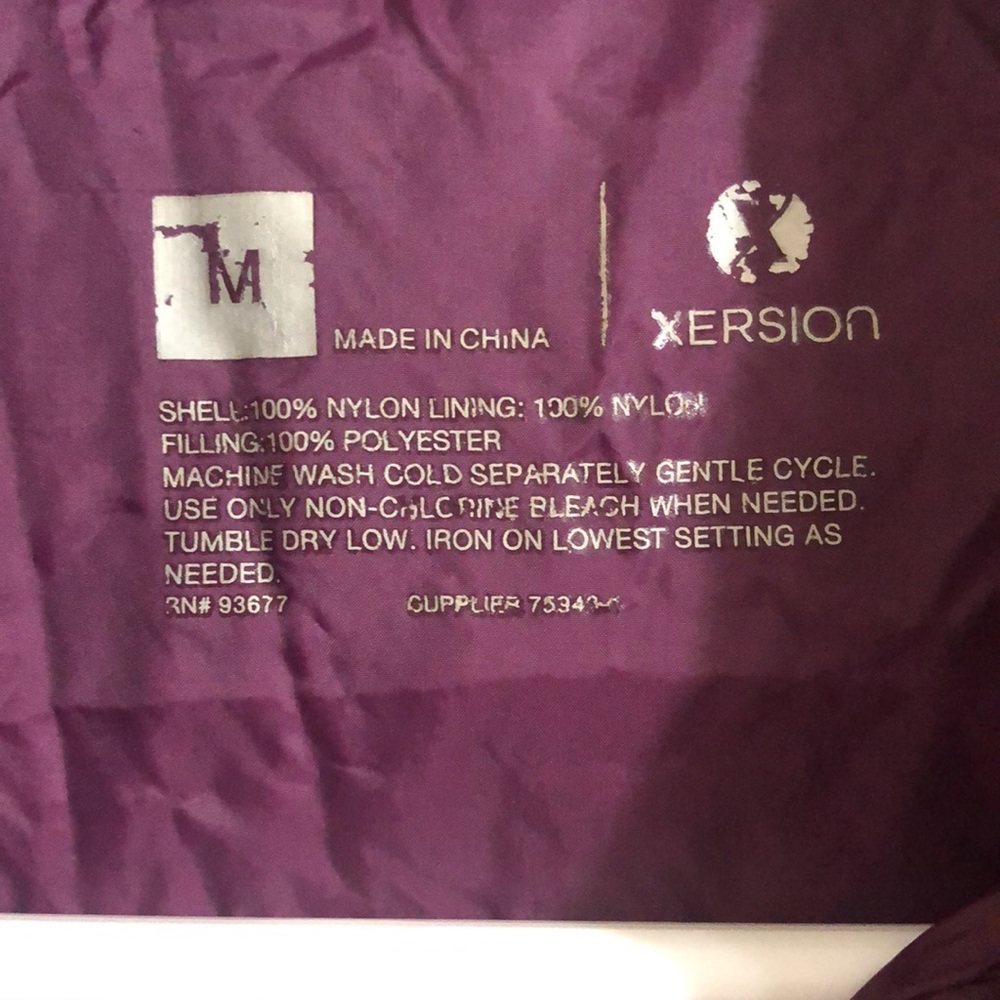 M
MADE IN CHINA
XERSION
SHELL:100% NYLON LINING: 100% NYLON
FILLING:100% POLYESTER
MACHINE WASH COLD SEPARATELY GENTLE CYCLE.
USE ONLY NON-CHLORINE BLEACH WHEN NEEDED.
TUMBLE DRY LOW. IRON ON LOWEST SETTING AS
NEEDED.
RN# 93677 SUPPLIER